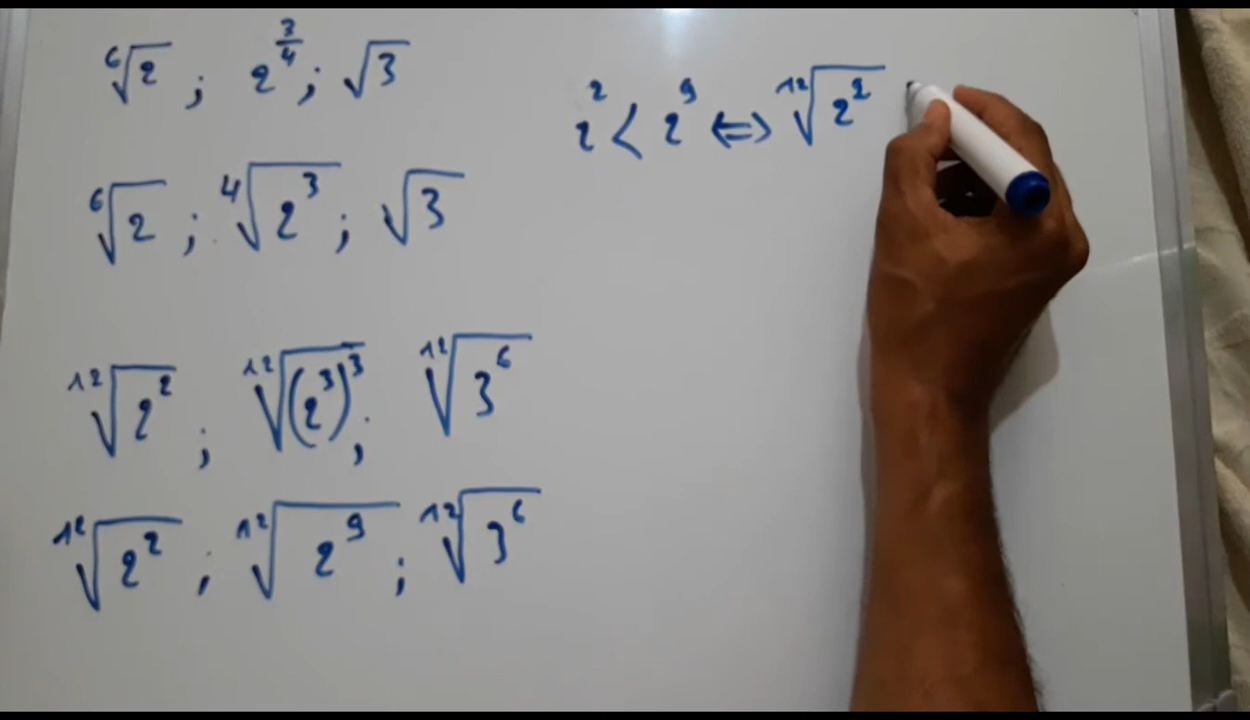 ⁶√2 ; 2^(3/4) ; √3
2² < 2⁹ ⇔ ¹²√(2²)
⁶√2 ; ⁴√(2³) ; √3
¹²√(2²) ; ¹²√((2³)³) ; ¹²√(3⁶)
¹²√(2²) ; ¹²√(2⁹) ; ¹²√(3⁶)